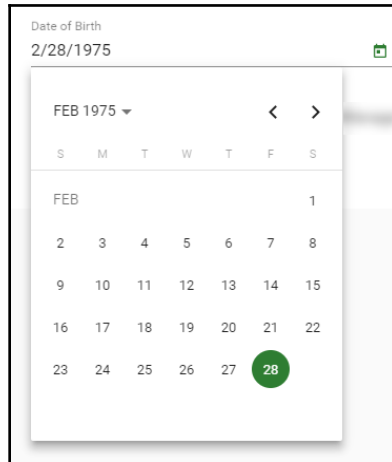 Date of Birth
2/28/1975
FEB 1975
S M T W T F S
FEB 1
2 3 4 5 6 7 8
9 10 11 12 13 14 15
16 17 18 19 20 21 22
23 24 25 26 27 28